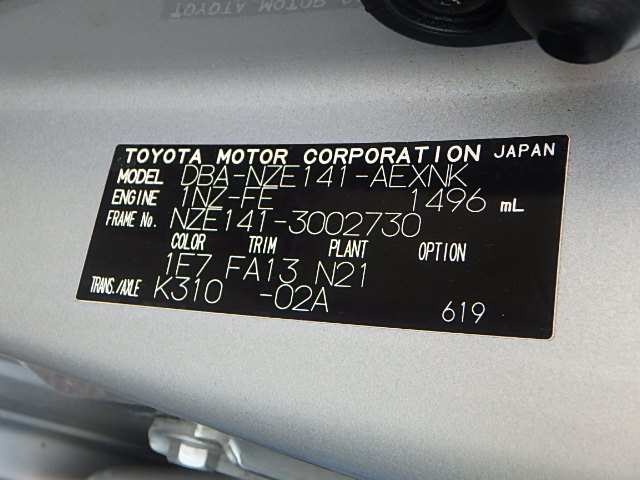 TOYOTA MOTOR CORPORATION JAPAN
MODEL DBA-NZE141-AEXNK
ENGINE 1NZ-FE 1496 mL
FRAME No. NZE141-3002730
COLOR TRIM PLANT OPTION
1F7 FA13 N21
TRANS./AXLE K310 -02A
619